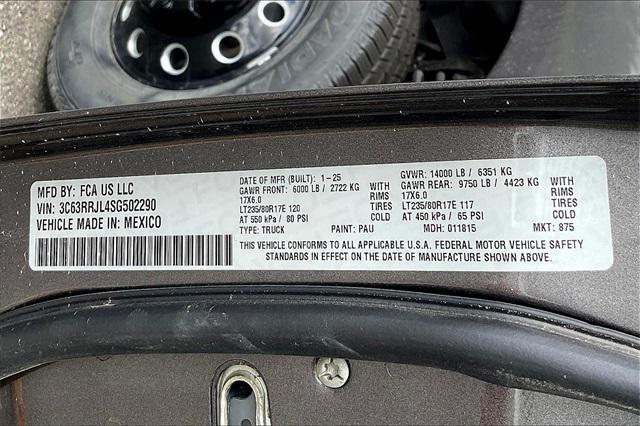 MFD BY: FCA US LLC
VIN: 3C63RRJL4SG502290
VEHICLE MADE IN: MEXICO
DATE OF MFR (BUILT): 1-25
GAWR FRONT: 6000 LB / 2722 KG WITH
17X6.0 RIMS
LT235/80R17E 120 TIRES
AT 550 kPa / 80 PSI COLD
TYPE: TRUCK PAINT: PAU
GVWR: 14000 LB / 6351 KG
GAWR REAR: 9750 LB / 4423 KG WITH
17X6.0 RIMS
LT235/80R17E 117 TIRES
AT 450 kPa / 65 PSI COLD
MDH: 011815 MKT: 875
THIS VEHICLE CONFORMS TO ALL APPLICABLE U.S.A. FEDERAL MOTOR VEHICLE SAFETY
STANDARDS IN EFFECT ON THE DATE OF MANUFACTURE SHOWN ABOVE.